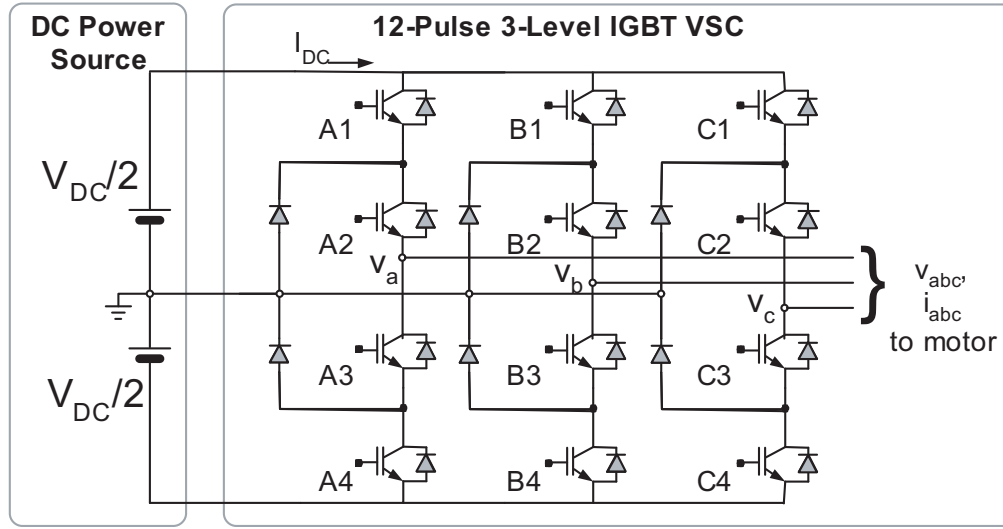 DC Power
Source
12-Pulse 3-Level IGBT VSC
I_DC
A1
B1
C1
V_DC/2
A2
B2
C2
v_a
v_b
v_c
v_abc,
i_abc
to motor
V_DC/2
A3
B3
C3
A4
B4
C4